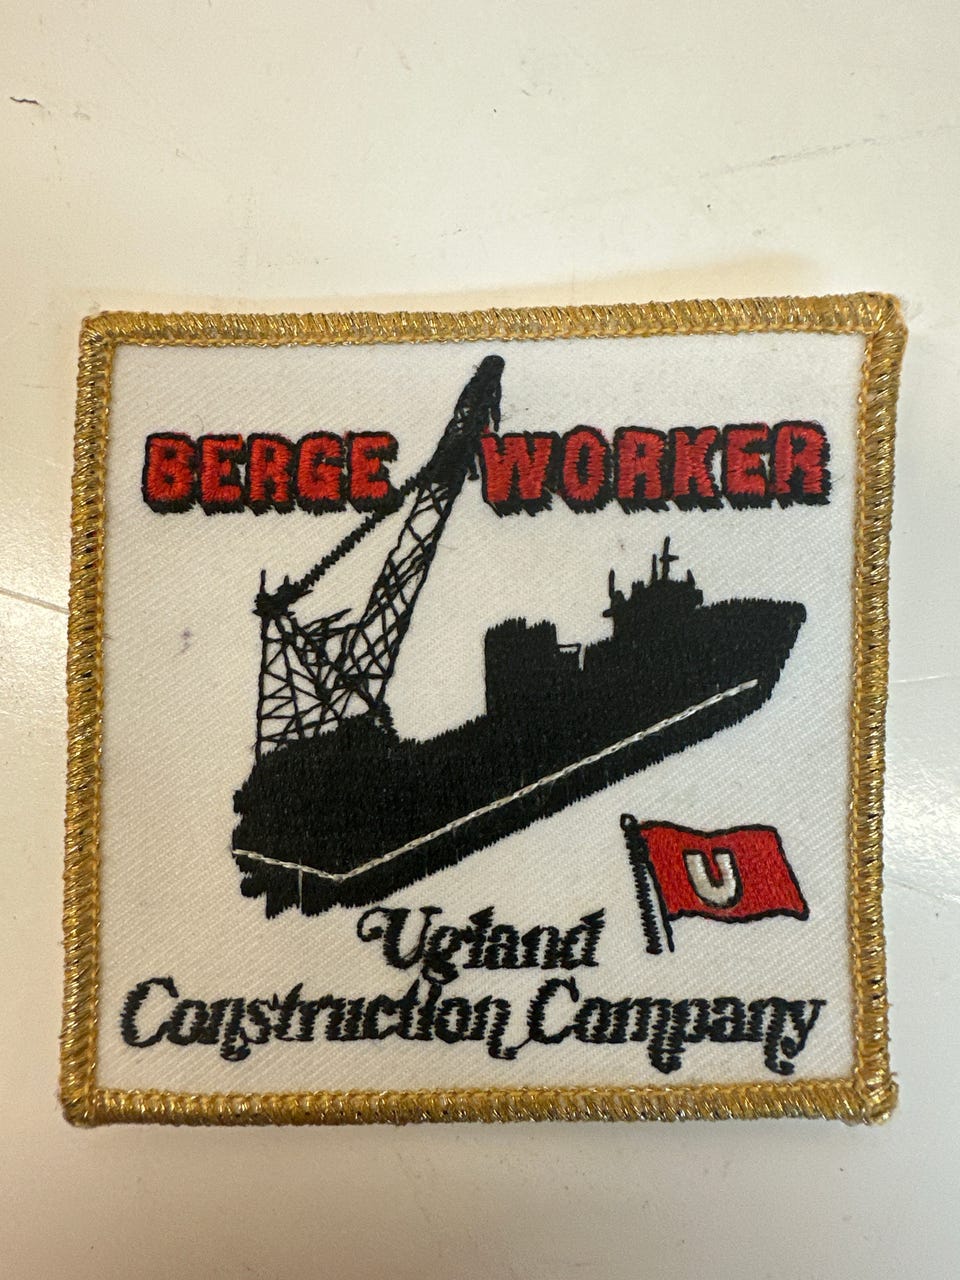 BERGE WORKER
U
Ugland
Construction Company